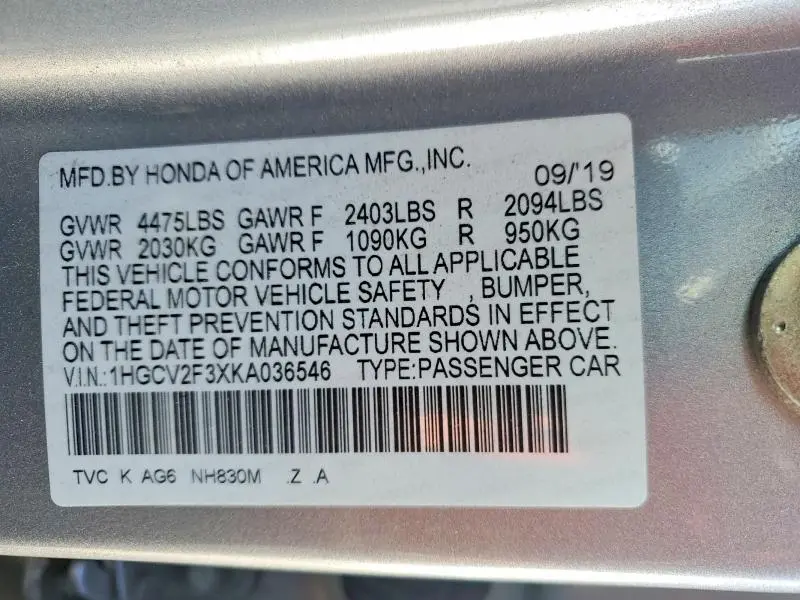 MFD.BY HONDA OF AMERICA MFG.,INC.
09/'19
GVWR 4475LBS GAWR F 2403LBS R 2094LBS
GVWR 2030KG GAWR F 1090KG R 950KG
THIS VEHICLE CONFORMS TO ALL APPLICABLE
FEDERAL MOTOR VEHICLE SAFETY , BUMPER,
AND THEFT PREVENTION STANDARDS IN EFFECT
ON THE DATE OF MANUFACTURE SHOWN ABOVE.
V.I.N.:1HGCV2F3XKA036546 TYPE:PASSENGER CAR
TVC K AG6 NH830M .Z .A